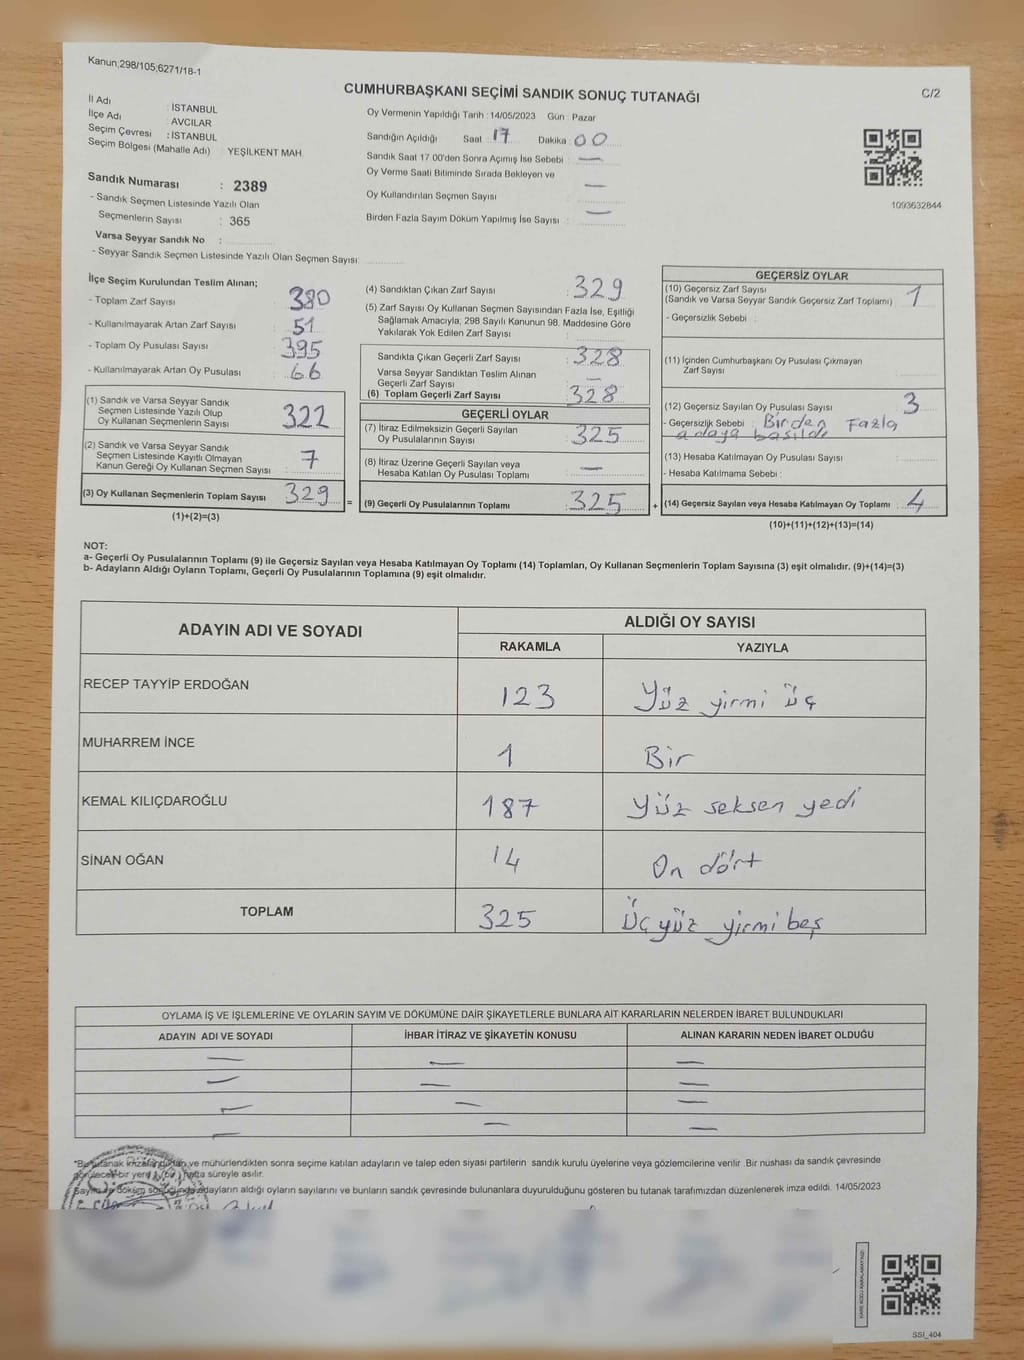 Kanun;298/105;6271/18-1
CUMHURBAŞKANI SEÇİMİ SANDIK SONUÇ TUTANAĞI
C/2
İl Adı : İSTANBUL
İlçe Adı : AVCILAR
Seçim Çevresi : İSTANBUL
Seçim Bölgesi (Mahalle Adı) : YEŞİLKENT MAH.
Sandık Numarası : 2389
- Sandık Seçmen Listesinde Yazılı Olan
Seçmenlerin Sayısı : 365
Varsa Seyyar Sandık No :
- Seyyar Sandık Seçmen Listesinde Yazılı Olan Seçmen Sayısı:
Oy Vermenin Yapıldığı Tarih : 14/05/2023 Gün : Pazar
Sandığın Açıldığı Saat : 17 Dakika : 00
Sandık Saat 17.00'den Sonra Açımış İse Sebebi : —
Oy Verme Saati Bitiminde Sırada Bekleyen ve
Oy Kullandırılan Seçmen Sayısı : —
Birden Fazla Sayım Döküm Yapılmış İse Sayısı : —
1093632844
İlçe Seçim Kurulundan Teslim Alınan;
- Toplam Zarf Sayısı : 380
- Kullanılmayarak Artan Zarf Sayısı : 51
- Toplam Oy Pusulası Sayısı : 395
- Kullanılmayarak Artan Oy Pusulası : 66
(1) Sandık ve Varsa Seyyar Sandık
Seçmen Listesinde Yazılı Olup
Oy Kullanan Seçmenlerin Sayısı : 322
(2) Sandık ve Varsa Seyyar Sandık
Seçmen Listesinde Kayıtlı Olmayan
Kanun Gereği Oy Kullanan Seçmen Sayısı : 7
(3) Oy Kullanan Seçmenlerin Toplam Sayısı : 329 =
(1)+(2)=(3)
(4) Sandıktan Çıkan Zarf Sayısı : 329
(5) Zarf Sayısı Oy Kullanan Seçmen Sayısından Fazla İse, Eşitliği
Sağlamak Amacıyla; 298 Sayılı Kanunun 98. Maddesine Göre
Yakılarak Yok Edilen Zarf Sayısı :
Sandıkta Çıkan Geçerli Zarf Sayısı : 328
Varsa Seyyar Sandıktan Teslim Alınan
Geçerli Zarf Sayısı : —
(6) Toplam Geçerli Zarf Sayısı : 328
GEÇERLİ OYLAR
(7) İtiraz Edilmeksizin Geçerli Sayılan
Oy Pusulalarının Sayısı : 325
(8) İtiraz Üzerine Geçerli Sayılan veya
Hesaba Katılan Oy Pusulası Toplamı : —
(9) Geçerli Oy Pusulalarının Toplamı : 325 +
GEÇERSİZ OYLAR
(10) Geçersiz Zarf Sayısı
(Sandık ve Varsa Seyyar Sandık Geçersiz Zarf Toplamı) : 1
- Geçersizlik Sebebi :
(11) İçinden Cumhurbaşkanı Oy Pusulası Çıkmayan
Zarf Sayısı :
(12) Geçersiz Sayılan Oy Pusulası Sayısı : 3
- Geçersizlik Sebebi : Birden Fazla
adaya basıldı
(13) Hesaba Katılmayan Oy Pusulası Sayısı :
- Hesaba Katılmama Sebebi :
(14) Geçersiz Sayılan veya Hesaba Katılmayan Oy Toplamı : 4
(10)+(11)+(12)+(13)=(14)
NOT:
a- Geçerli Oy Pusulalarının Toplamı (9) ile Geçersiz Sayılan veya Hesaba Katılmayan Oy Toplamı (14) Toplamları, Oy Kullanan Seçmenlerin Toplam Sayısına (3) eşit olmalıdır. (9)+(14)=(3)
b- Adayların Aldığı Oyların Toplamı, Geçerli Oy Pusulalarının Toplamına (9) eşit olmalıdır.
ADAYIN ADI VE SOYADI
ALDIĞI OY SAYISI
RAKAMLA YAZIYLA
RECEP TAYYİP ERDOĞAN 123 Yüz yirmi üç
MUHARREM İNCE 1 Bir
KEMAL KILIÇDAROĞLU 187 Yüz seksen yedi
SİNAN OĞAN 14 On dört
TOPLAM 325 Üç yüz yirmi beş
OYLAMA İŞ VE İŞLEMLERİNE VE OYLARIN SAYIM VE DÖKÜMÜNE DAİR ŞİKAYETLERLE BUNLARA AİT KARARLARIN NELERDEN İBARET BULUNDUKLARI
ADAYIN ADI VE SOYADI İHBAR İTİRAZ VE ŞİKAYETİN KONUSU ALINAN KARARIN NEDEN İBARET OLDUĞU
— — —
— — —
— — —
— — —
ve mühürlendikten sonra seçime katılan adayların ve talep eden siyasi partilerin sandık kurulu üyelerine veya gözlemcilerine verilir .Bir nüshası da sandık çevresinde
süreyle asılır.
adayların aldığı oyların sayılarını ve bunların sandık çevresinde bulunanlara duyurulduğunu gösteren bu tutanak tarafımızdan düzenlenerek imza edildi. 14/05/2023
KARE KODU KARALAMAYINIZ!
SSI_404